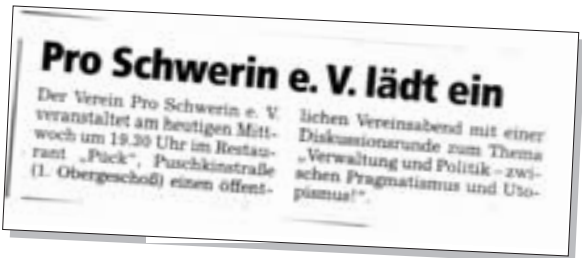 Pro Schwerin e. V. lädt ein
Der Verein Pro Schwerin e. V.
veranstaltet am heutigen Mitt-
woch um 19.30 Uhr im Restau-
rant „Puck“, Puschkinstraße
(1. Obergeschoß) einen öffent-
lichen Vereinsabend mit einer
Diskussionsrunde zum Thema
„Verwaltung und Politik – zwi-
schen Pragmatismus und Uto-
pismus!“.